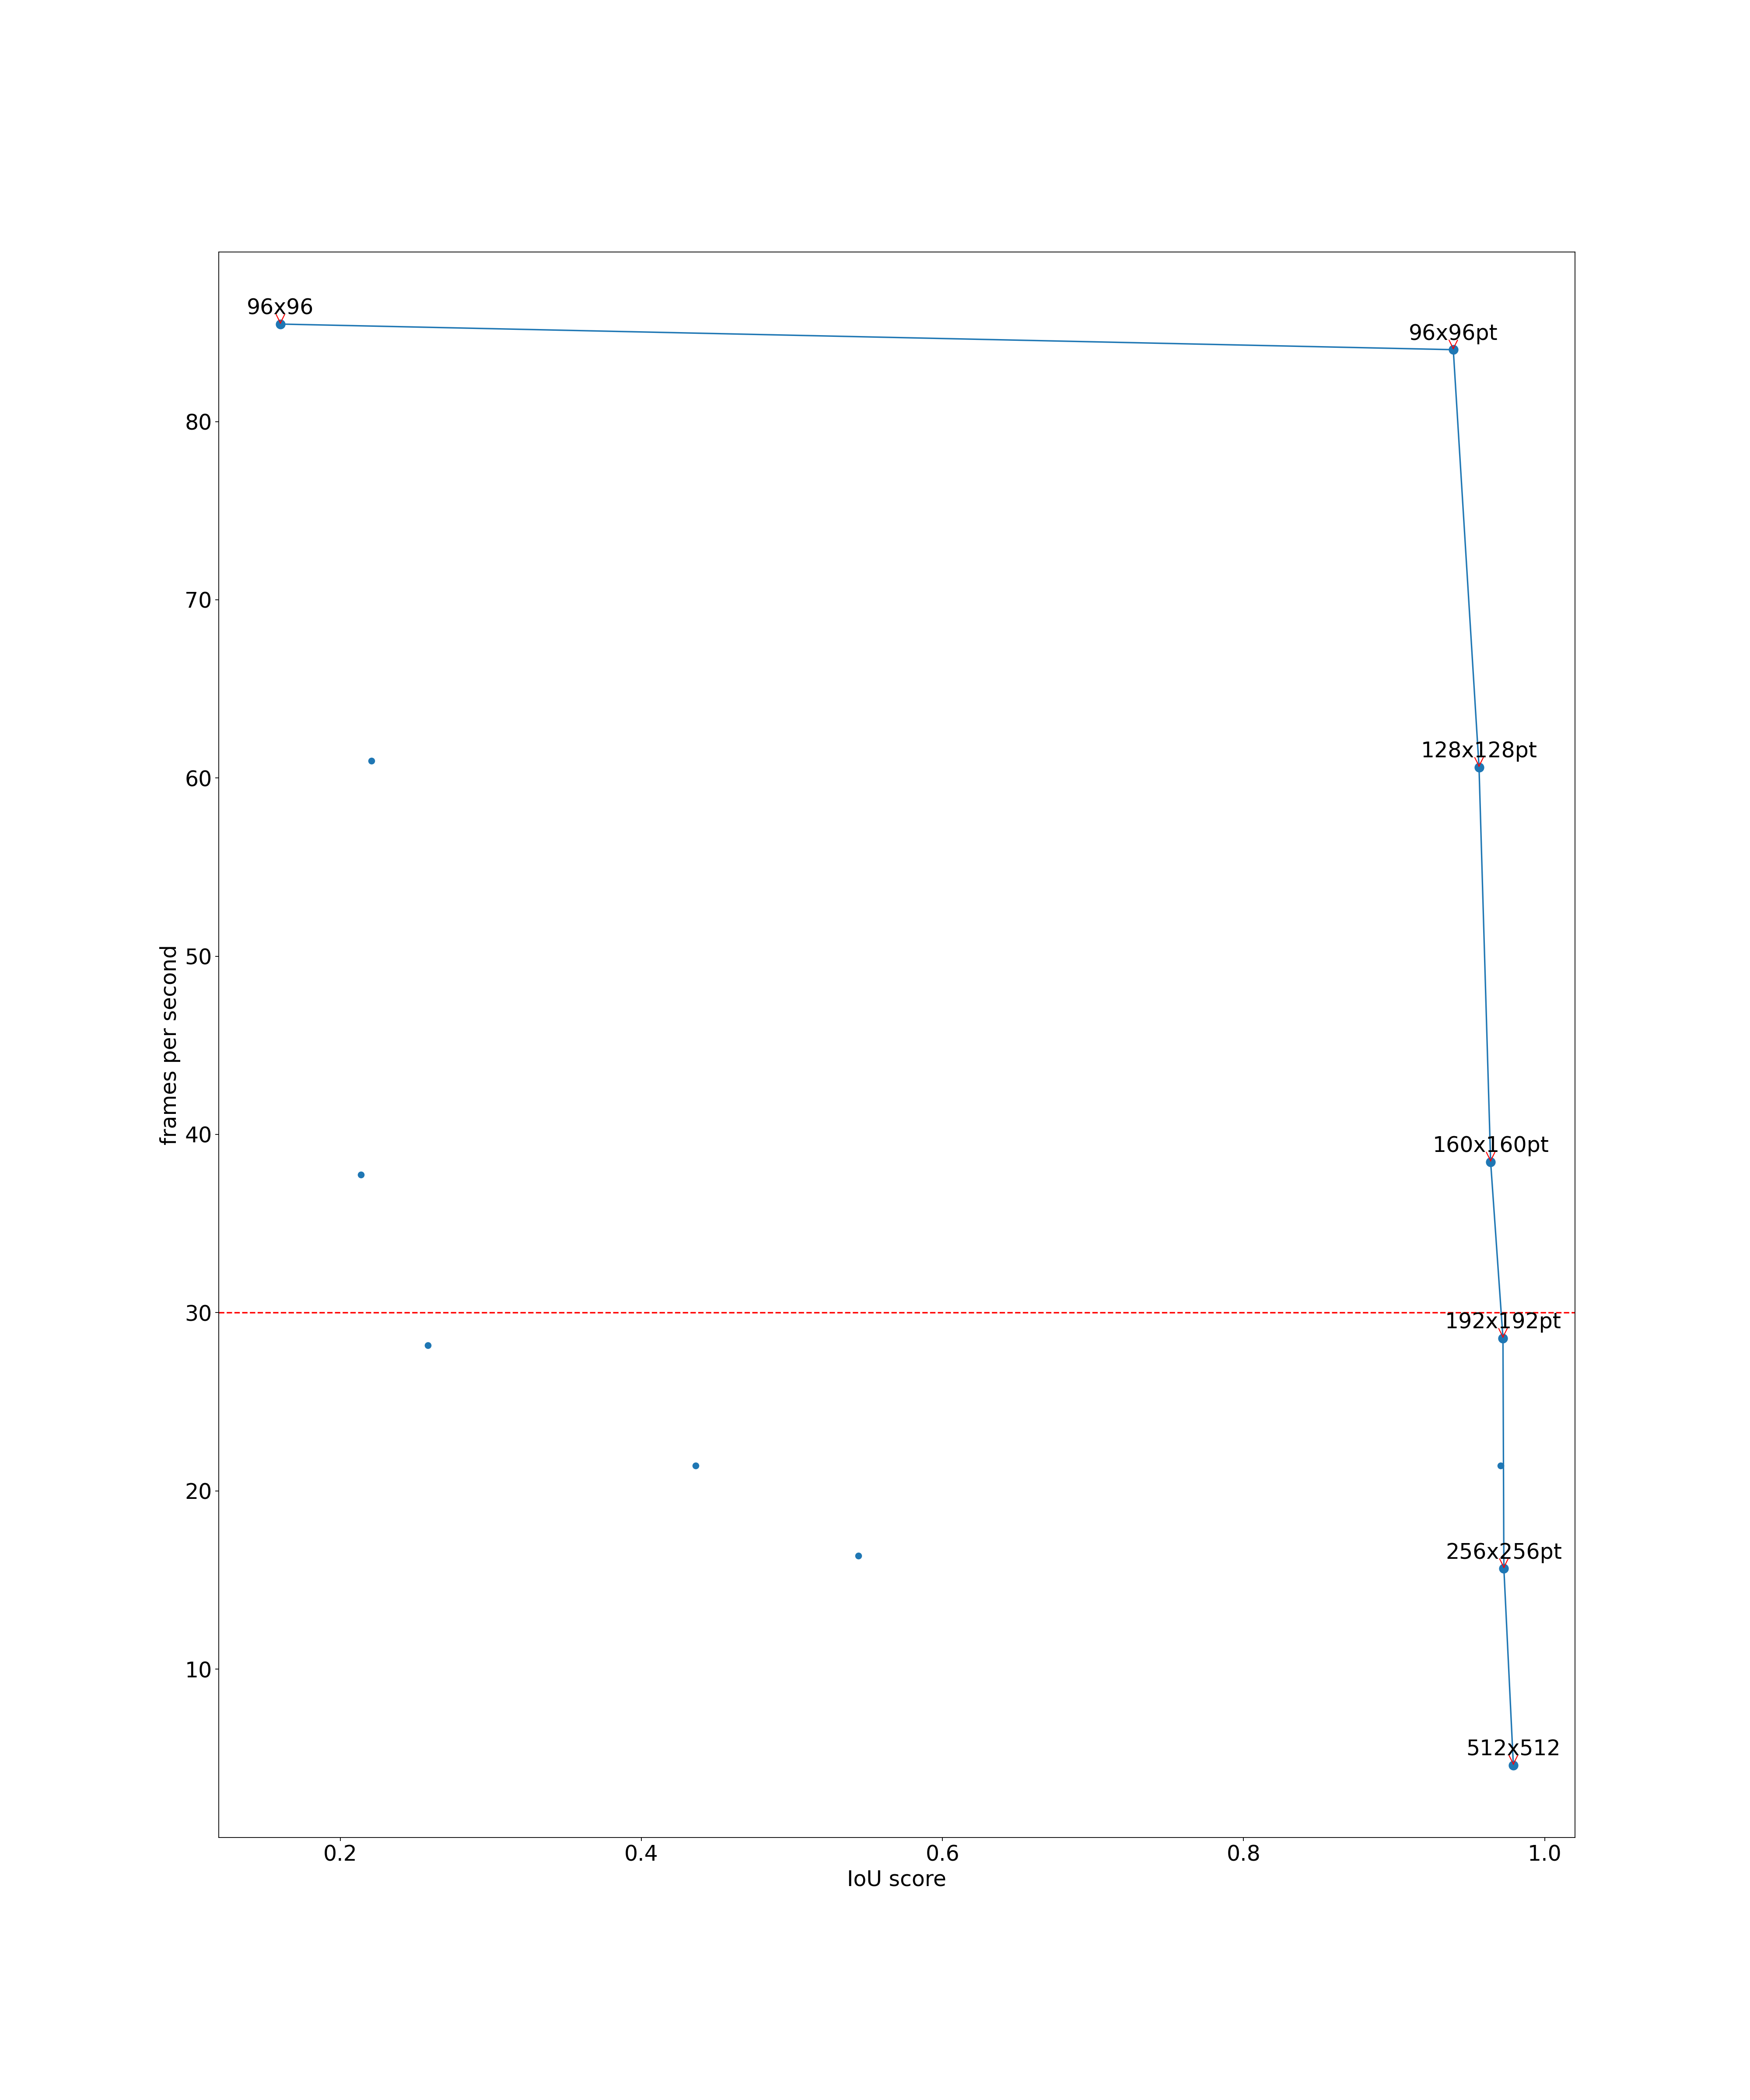 96x96
96x96pt
80
70
128x128pt
60
50
frames per second
160x160pt
40
30
192x192pt
20
256x256pt
10
512x512
0.2 0.4 0.6 0.8 1.0
IoU score